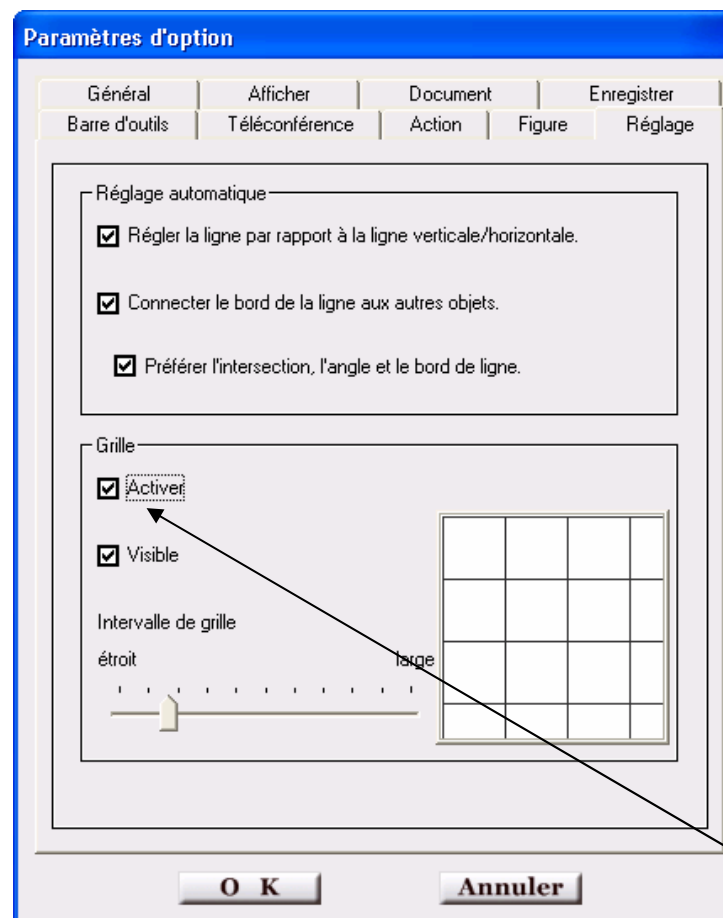 Paramètres d'option
Général Afficher Document Enregistrer
Barre d'outils Téléconférence Action Figure Réglage
Réglage automatique
Régler la ligne par rapport à la ligne verticale/horizontale.
Connecter le bord de la ligne aux autres objets.
Préférer l'intersection, l'angle et le bord de ligne.
Grille
Activer
Visible
Intervalle de grille
étroit large
O K Annuler